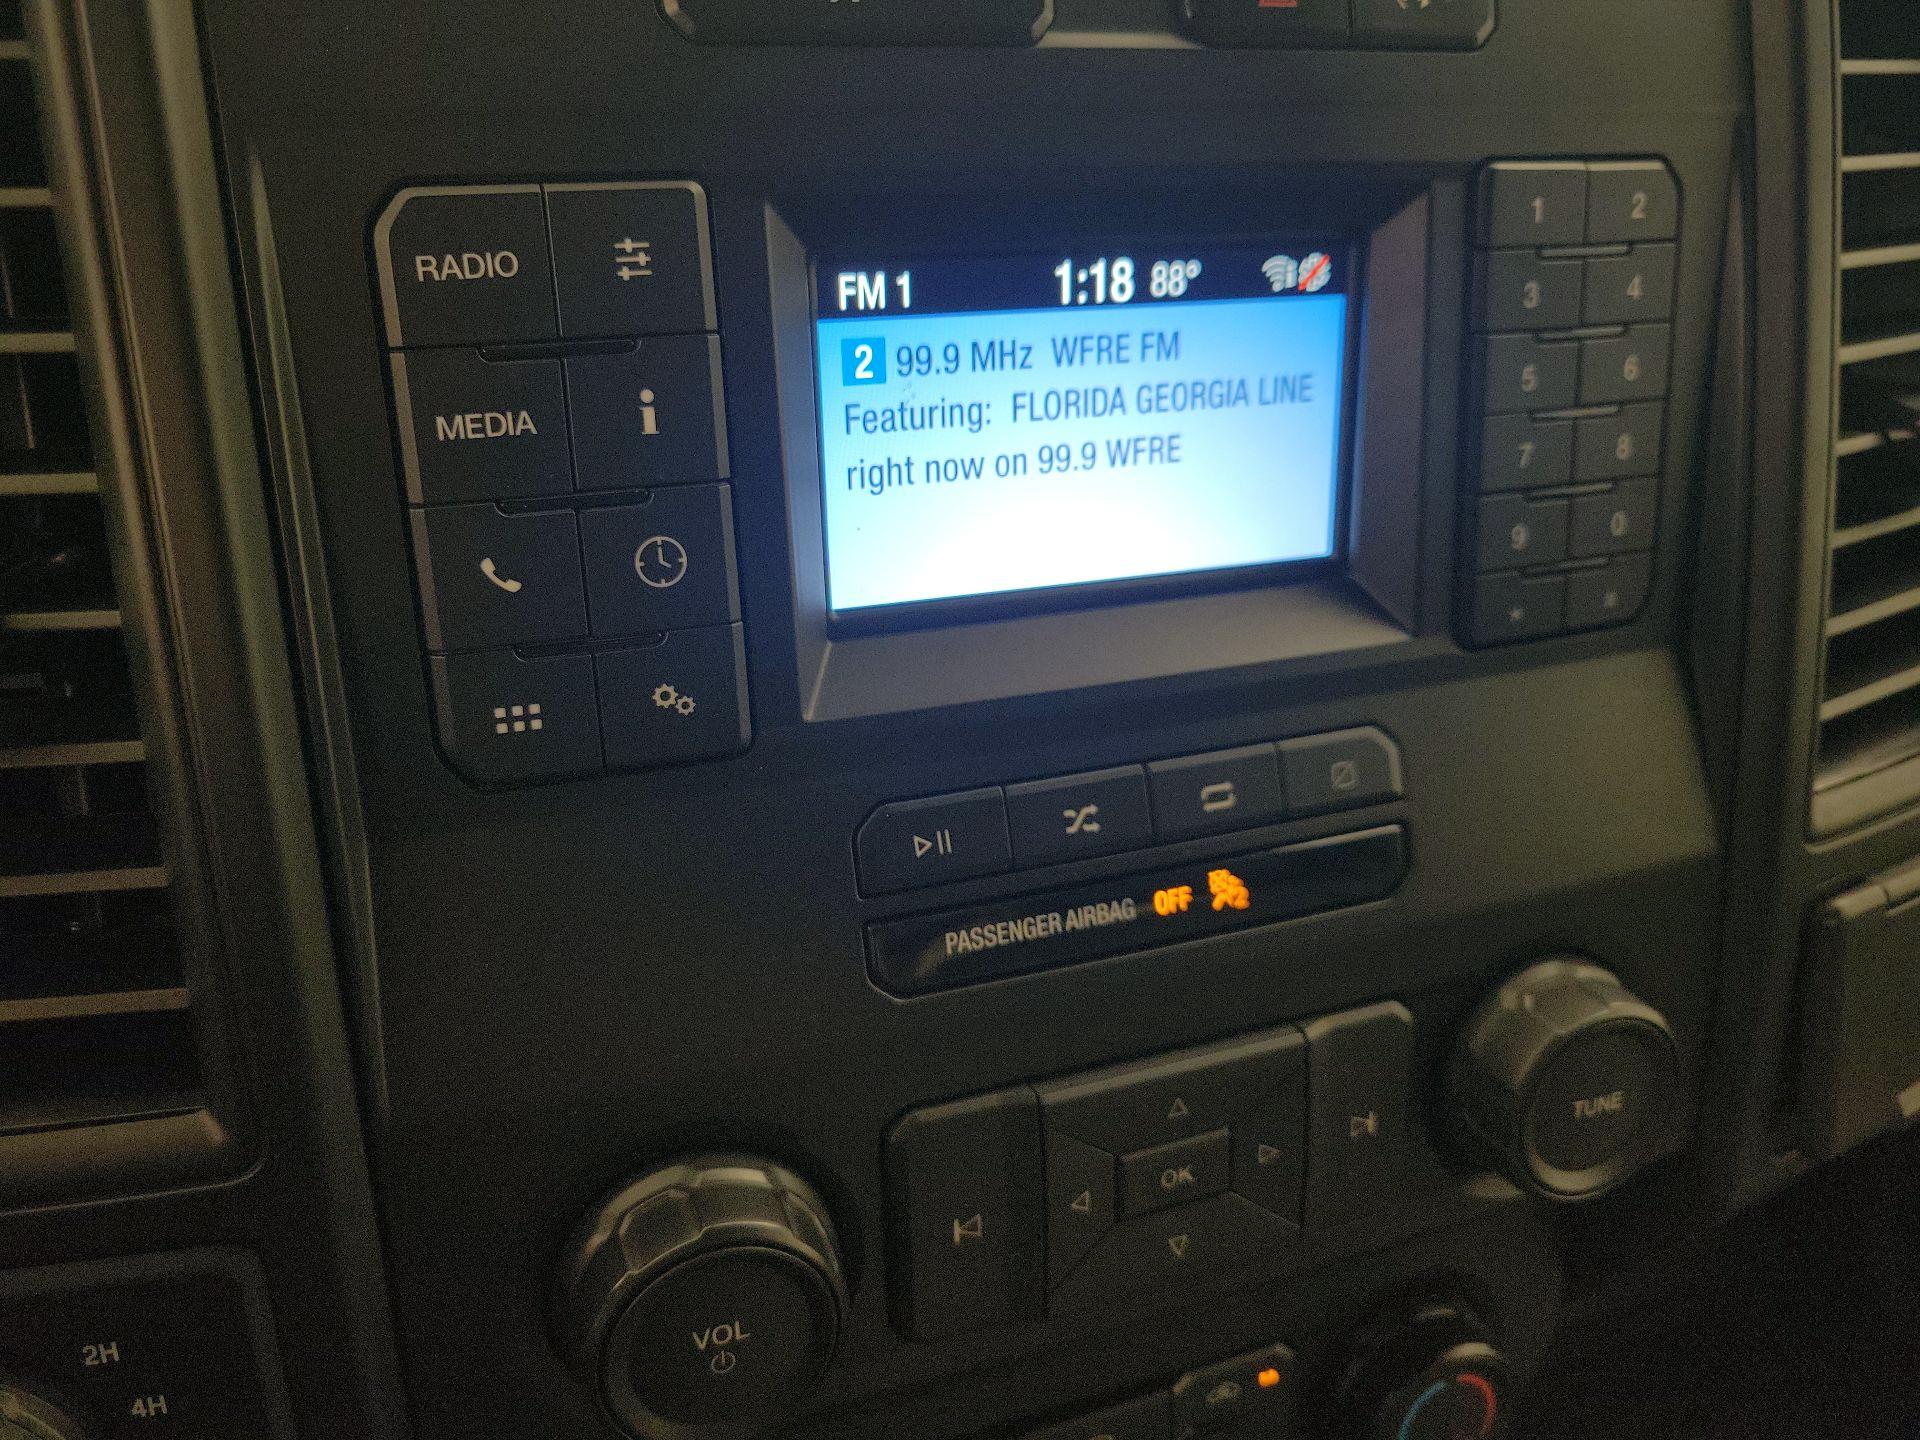 RADIO
MEDIA
i
FM 1 1:18 88°
2 99.9 MHz WFRE FM
Featuring: FLORIDA GEORGIA LINE
right now on 99.9 WFRE
1 2
3 4
5 6
7 8
9 0
* #
PASSENGER AIRBAG OFF 2
OK
TUNE
VOL
2H
4H